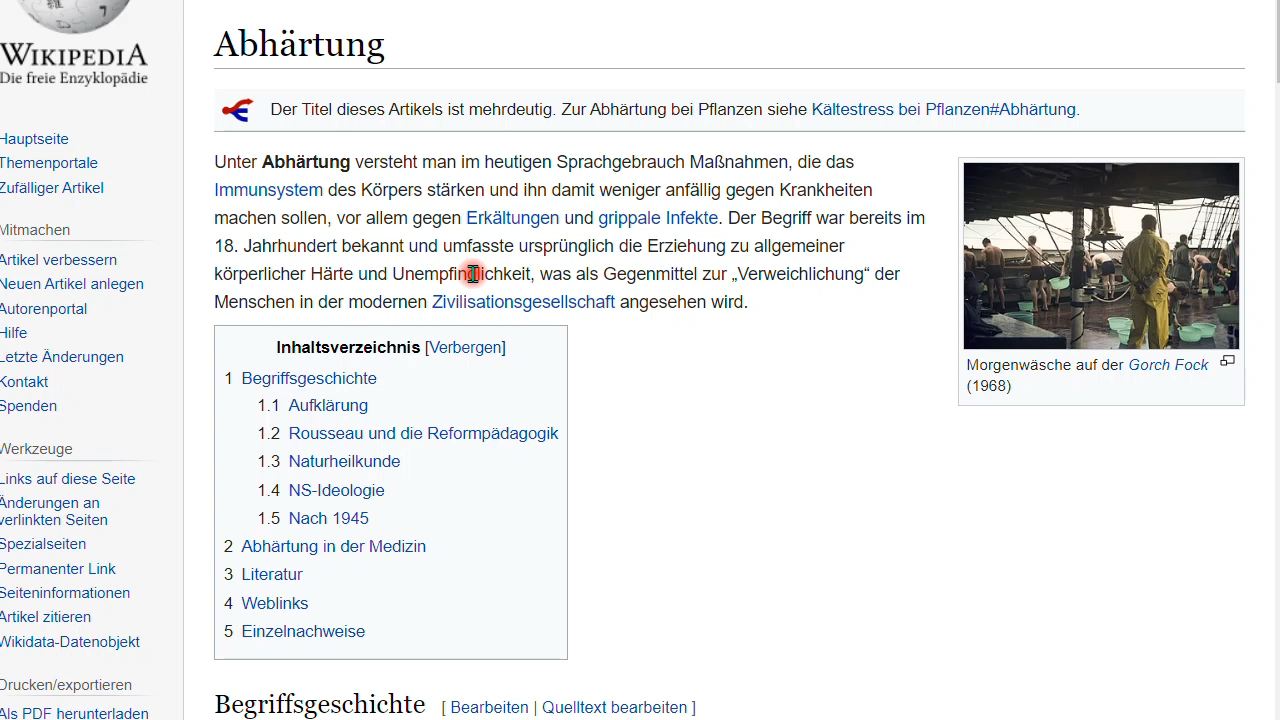 WIKIPEDIA
Die freie Enzyklopädie
Hauptseite
Themenportale
Zufälliger Artikel
Mitmachen
Artikel verbessern
Neuen Artikel anlegen
Autorenportal
Hilfe
Letzte Änderungen
Kontakt
Spenden
Werkzeuge
Links auf diese Seite
Änderungen an
verlinkten Seiten
Spezialseiten
Permanenter Link
Seiteninformationen
Artikel zitieren
Wikidata-Datenobjekt
Drucken/exportieren
Als PDF herunterladen
Abhärtung
Der Titel dieses Artikels ist mehrdeutig. Zur Abhärtung bei Pflanzen siehe Kältestress bei Pflanzen#Abhärtung.
Unter Abhärtung versteht man im heutigen Sprachgebrauch Maßnahmen, die das
Immunsystem des Körpers stärken und ihn damit weniger anfällig gegen Krankheiten
machen sollen, vor allem gegen Erkältungen und grippale Infekte. Der Begriff war bereits im
18. Jahrhundert bekannt und umfasste ursprünglich die Erziehung zu allgemeiner
körperlicher Härte und Unempfindlichkeit, was als Gegenmittel zur „Verweichlichung“ der
Menschen in der modernen Zivilisationsgesellschaft angesehen wird.
Morgenwäsche auf der Gorch Fock
(1968)
Inhaltsverzeichnis [Verbergen]
1 Begriffsgeschichte
1.1 Aufklärung
1.2 Rousseau und die Reformpädagogik
1.3 Naturheilkunde
1.4 NS-Ideologie
1.5 Nach 1945
2 Abhärtung in der Medizin
3 Literatur
4 Weblinks
5 Einzelnachweise
Begriffsgeschichte [ Bearbeiten | Quelltext bearbeiten ]